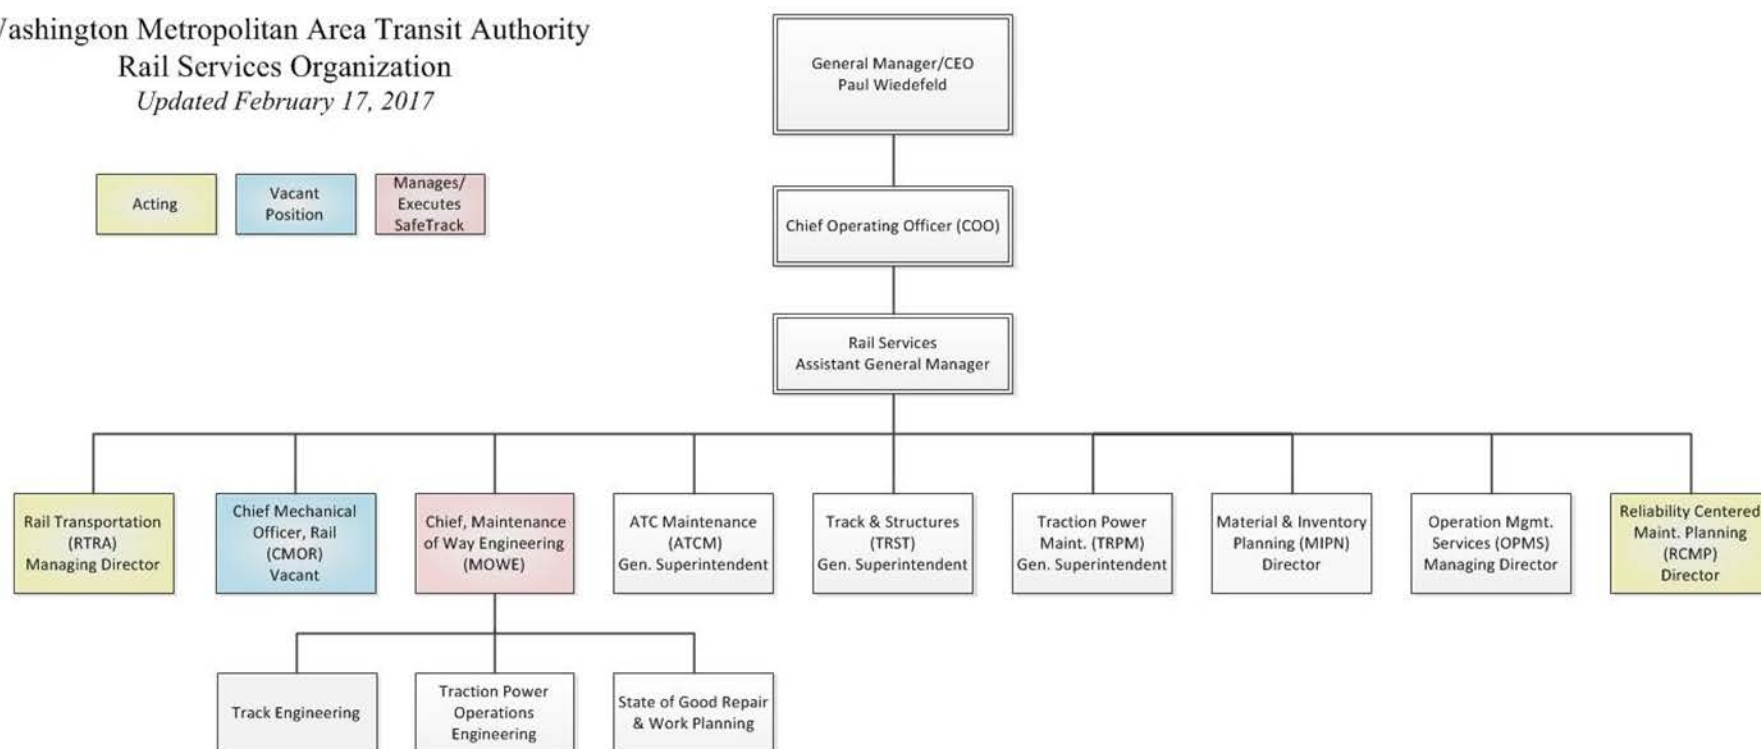 ashington Metropolitan Area Transit Authority
Rail Services Organization
Updated February 17, 2017
General Manager/CEO
Paul Wiedefeld
Acting
Vacant
Position
Manages/
Executes
SafeTrack
Chief Operating Officer (COO)
Rail Services
Assistant General Manager
Rail Transportation
(RTRA)
Managing Director
Chief Mechanical
Officer, Rail
(CMOR)
Vacant
Chief, Maintenance
of Way Engineering
(MOWE)
ATC Maintenance
(ATCM)
Gen. Superintendent
Track & Structures
(TRST)
Gen. Superintendent
Traction Power
Maint. (TRPM)
Gen. Superintendent
Material & Inventory
Planning (MIPN)
Director
Operation Mgmt.
Services (OPMS)
Managing Director
Reliability Centered
Maint. Planning
(RCMP)
Director
Track Engineering
Traction Power
Operations
Engineering
State of Good Repair
& Work Planning